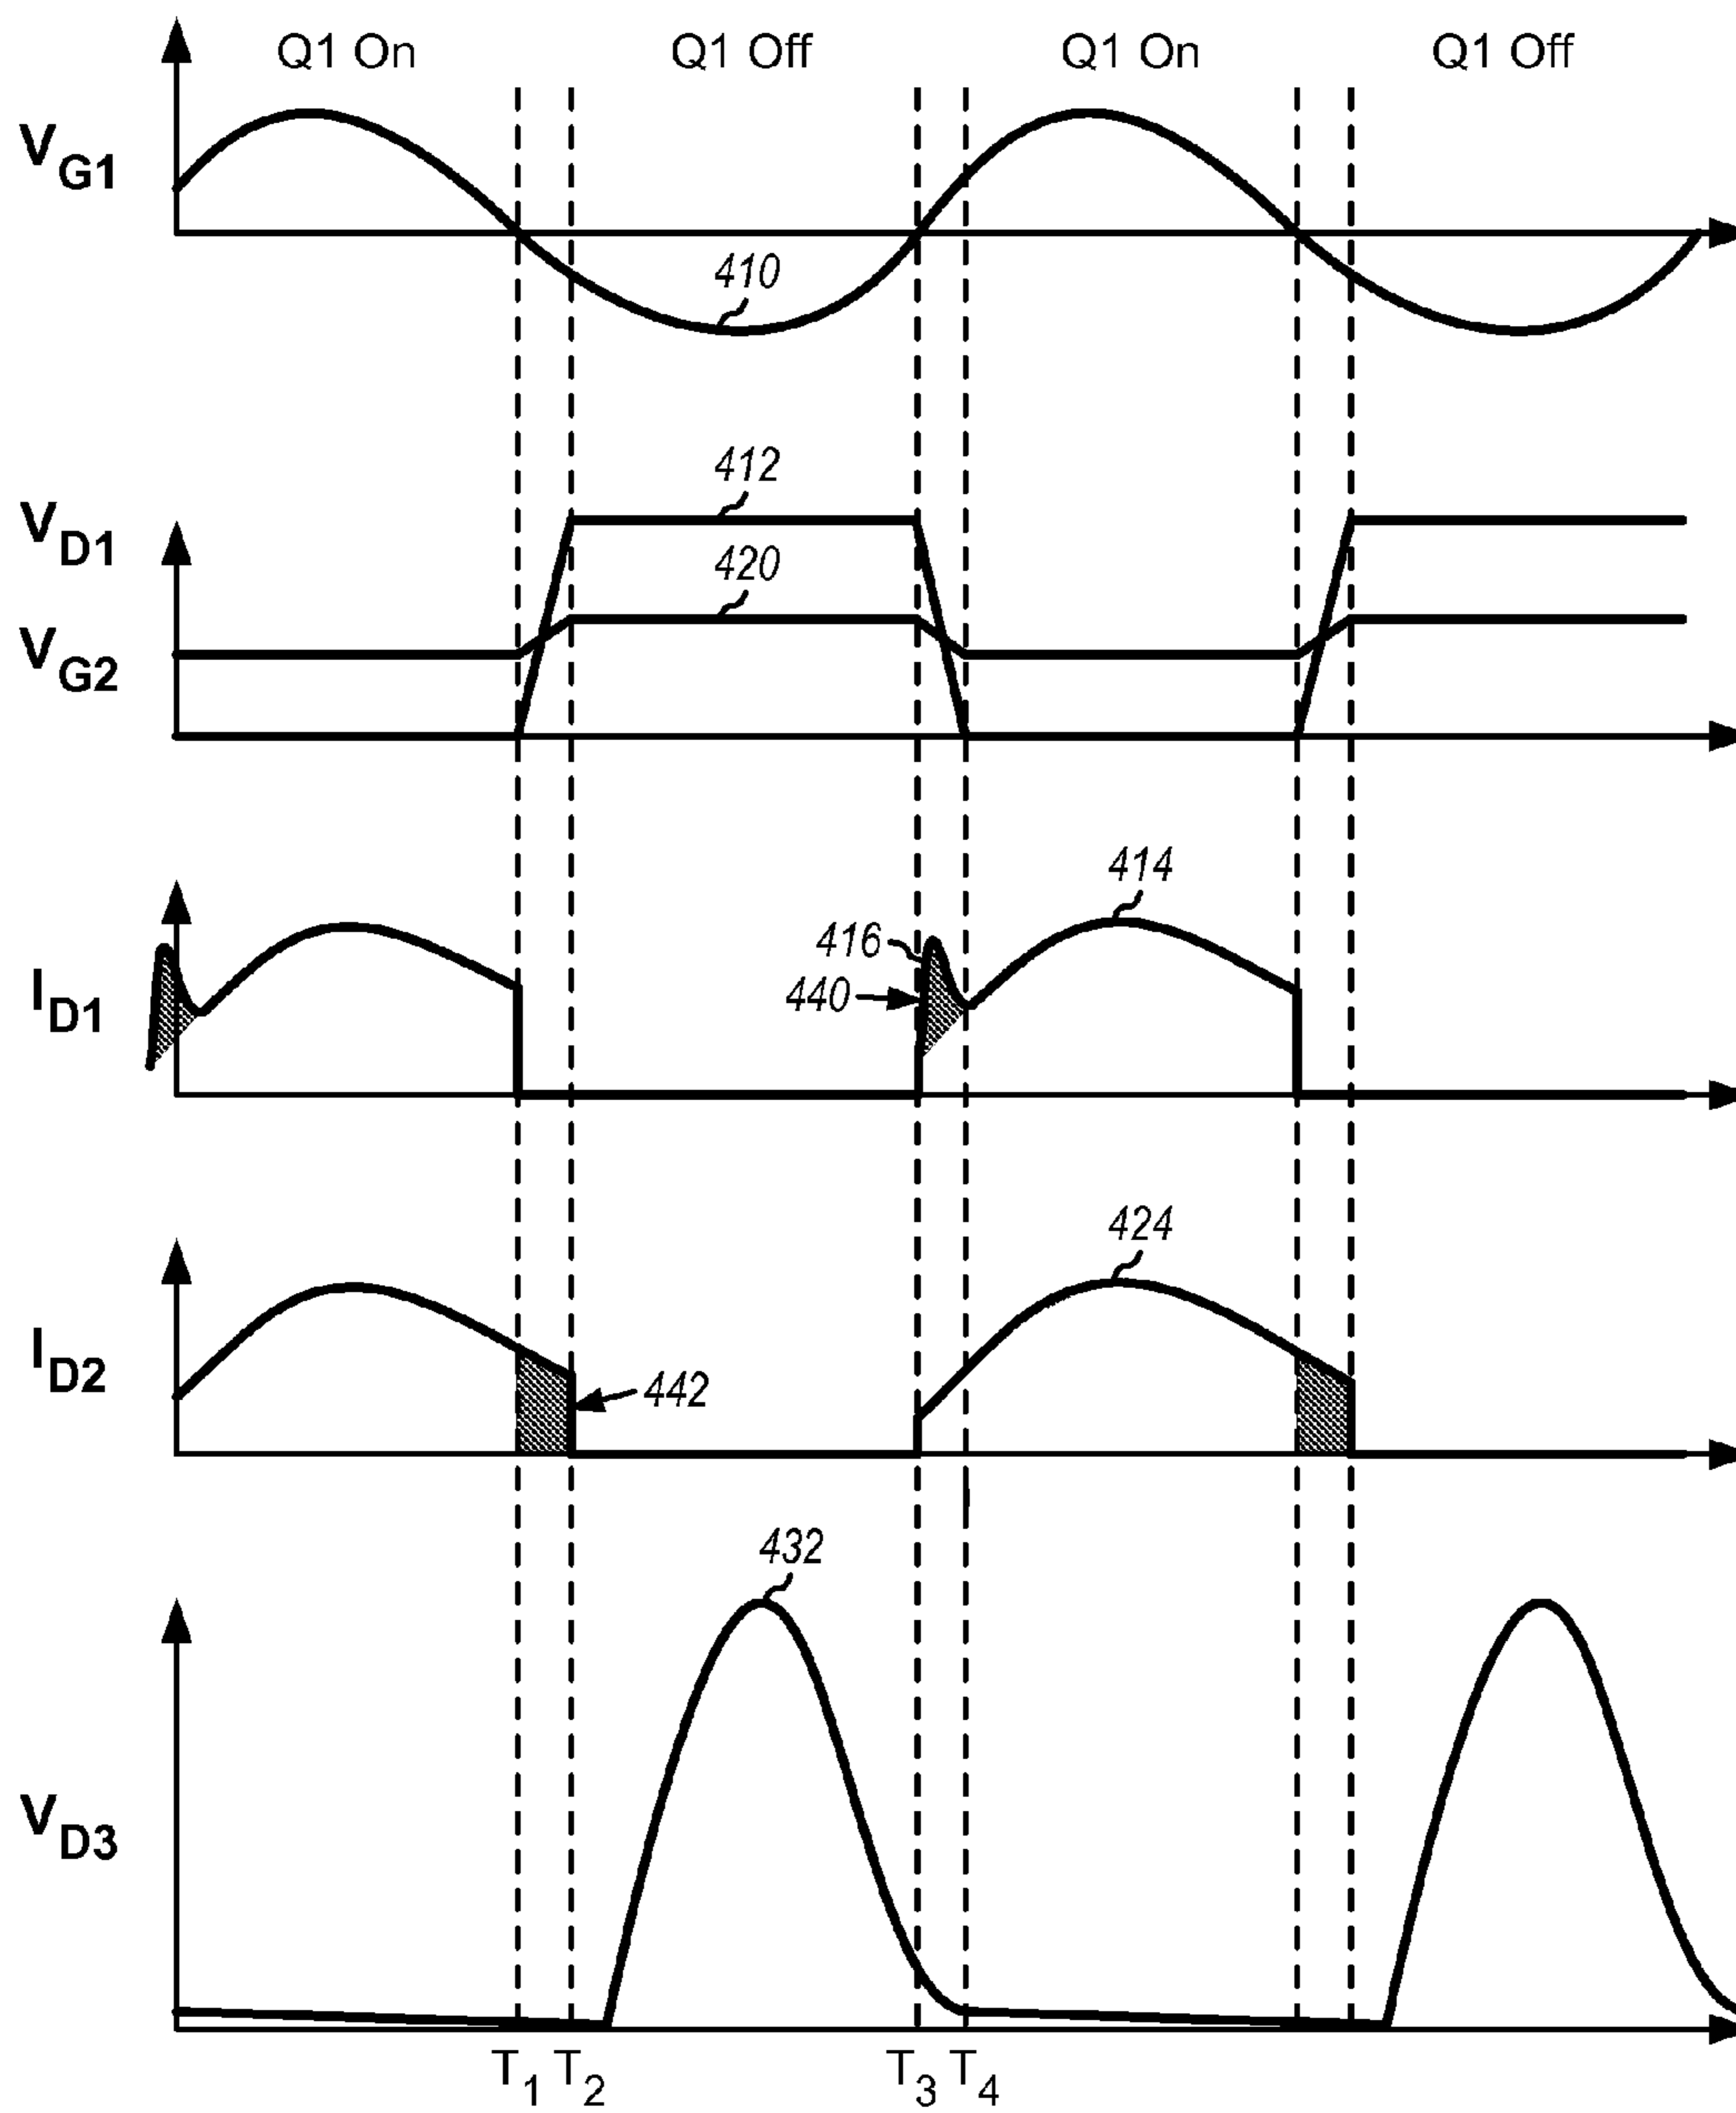 Q1 On Q1 Off Q1 On Q1 Off
VG1
410
412
VD1
420
VG2
414
416
ID1
440
424
ID2
442
432
VD3
T1 T2 T3 T4